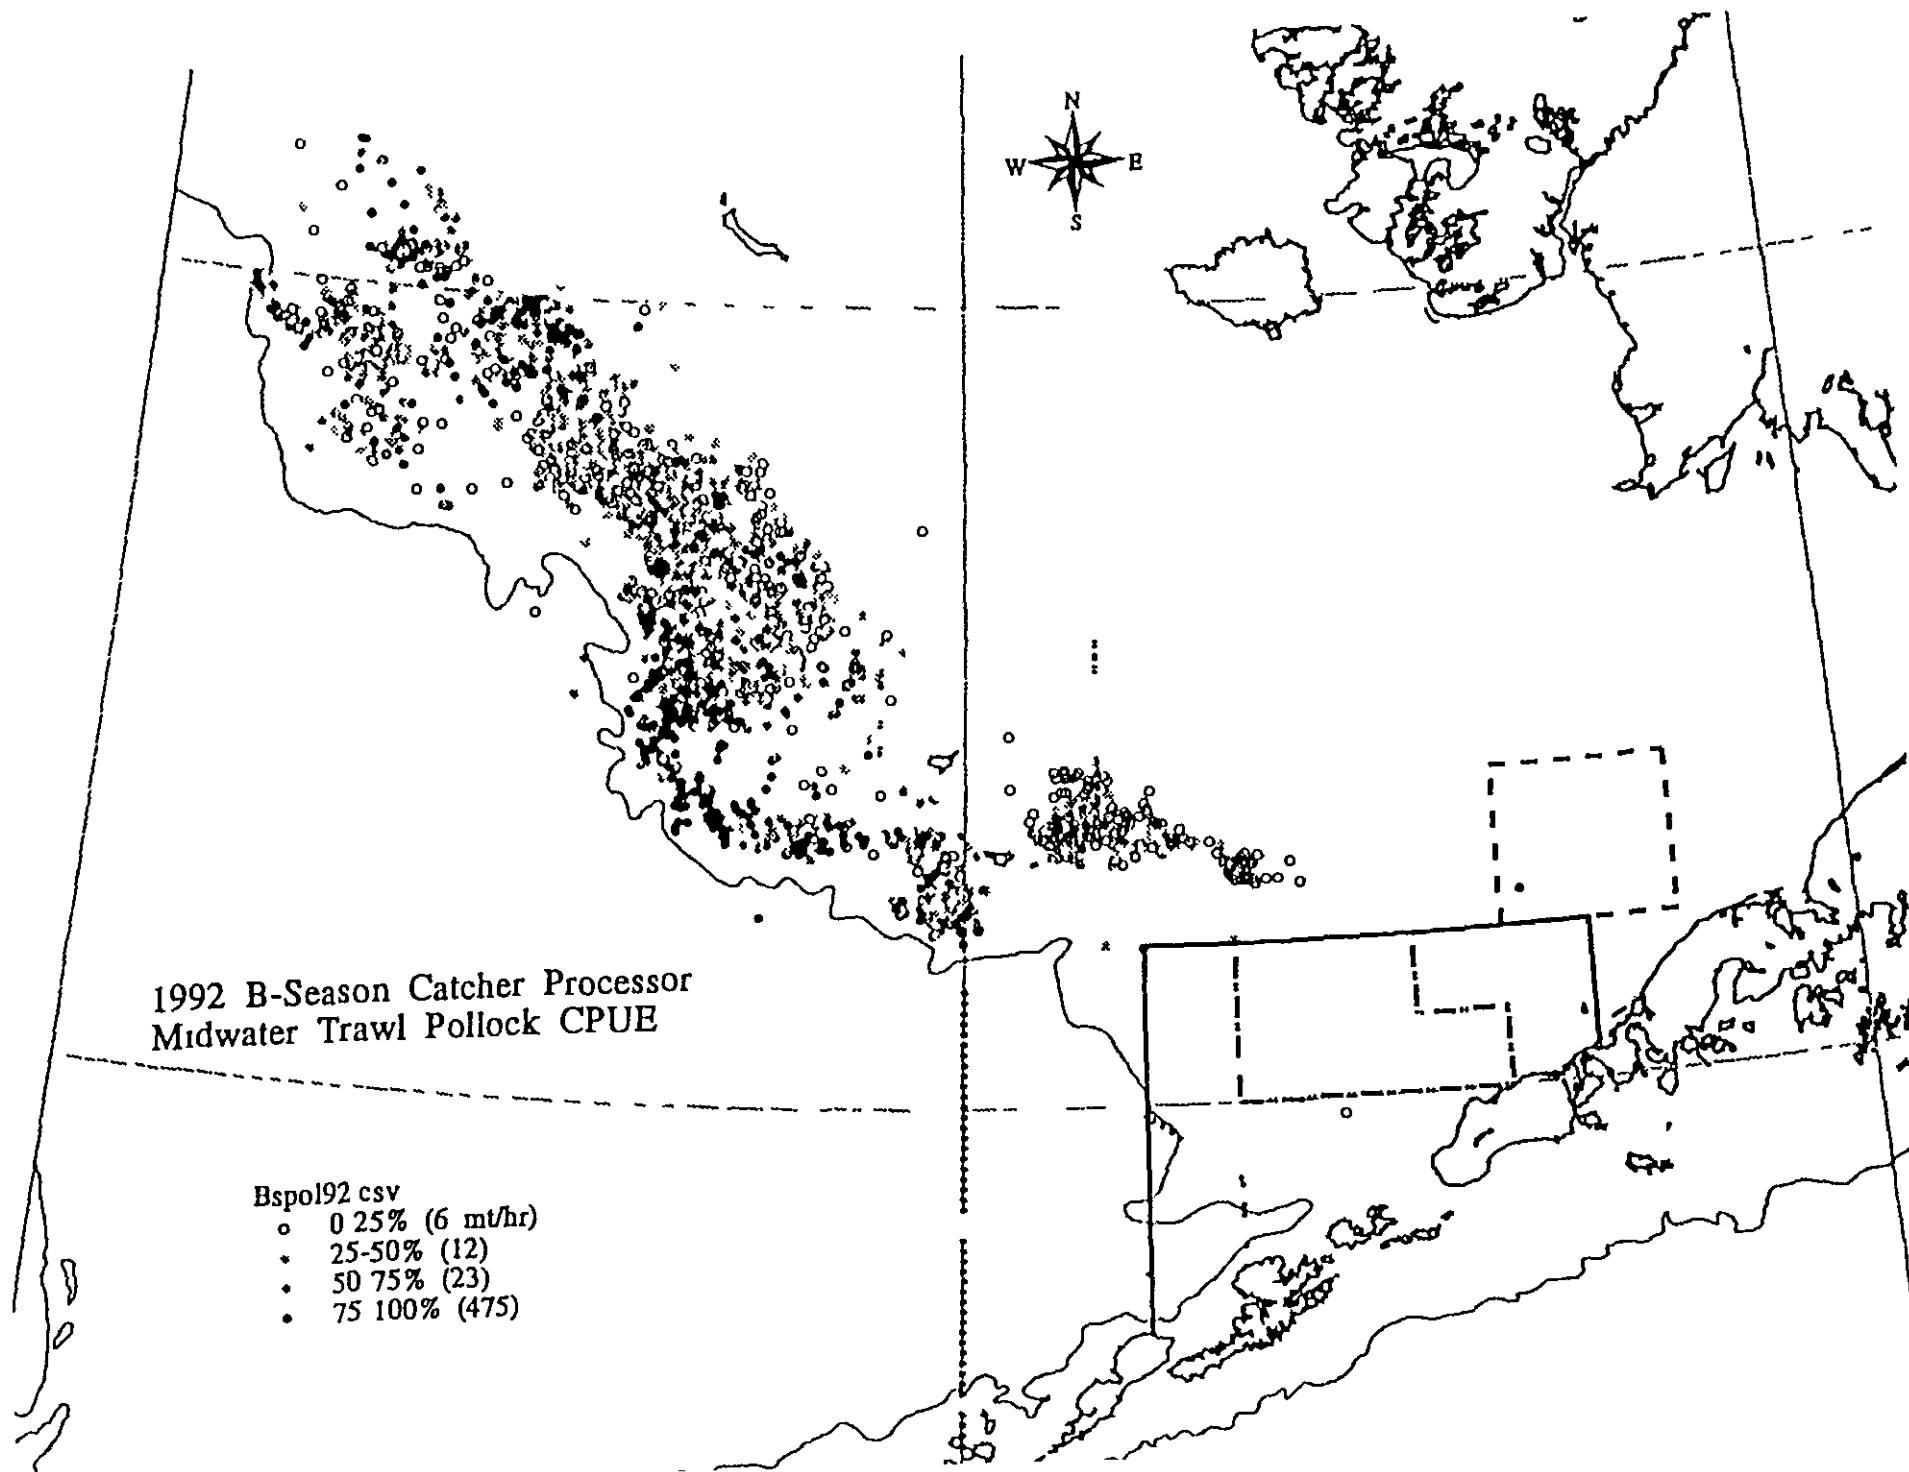 N
W E
S
1992 B-Season Catcher Processor
Midwater Trawl Pollock CPUE
Bspol92 csv
0 25% (6 mt/hr)
25-50% (12)
50 75% (23)
75 100% (475)